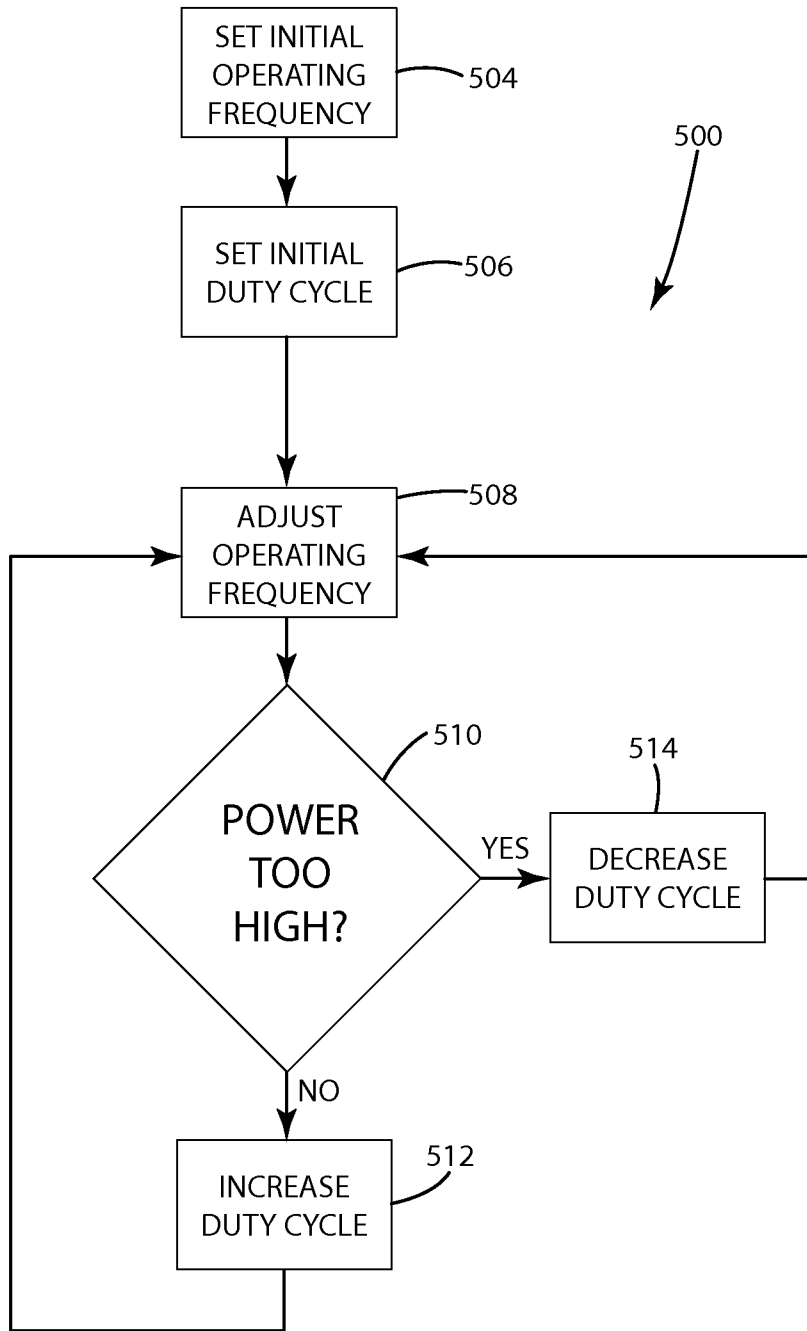 SET INITIAL
OPERATING
FREQUENCY
504
500
SET INITIAL
DUTY CYCLE
506
ADJUST
OPERATING
FREQUENCY
508
POWER
TOO
HIGH?
510
YES
514
DECREASE
DUTY CYCLE
NO
INCREASE
DUTY CYCLE
512